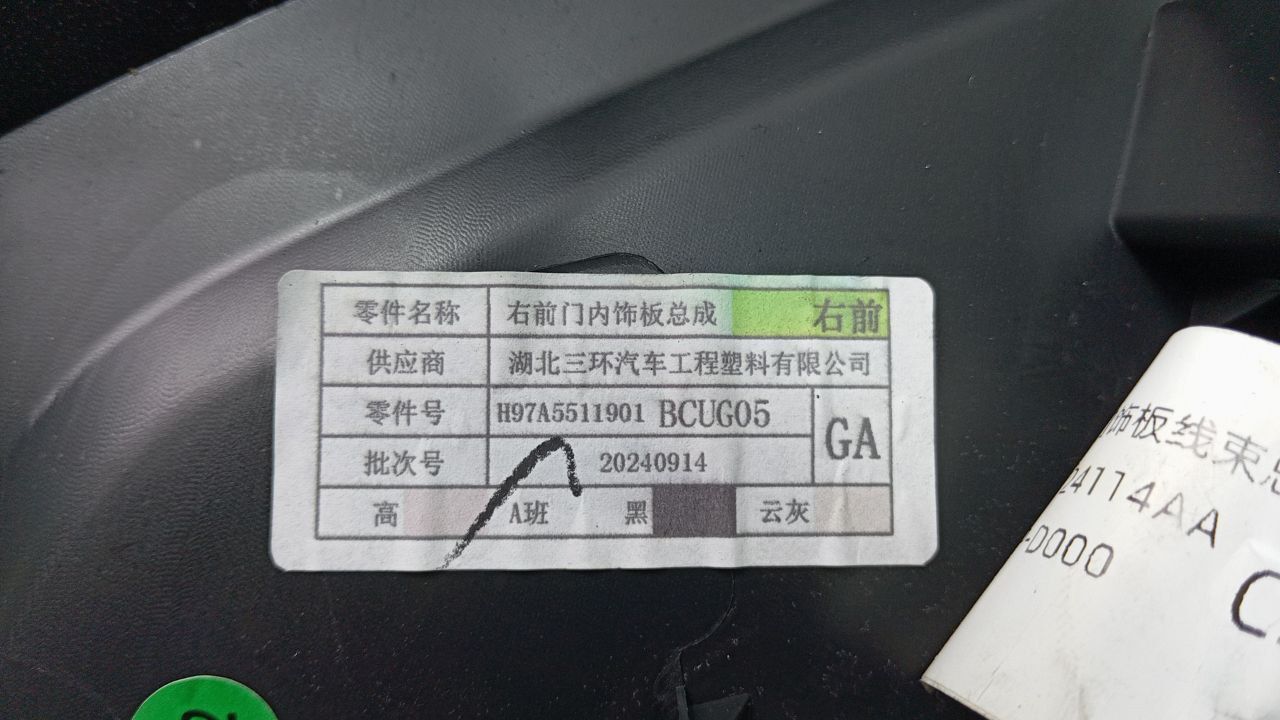 零件名称 右前门内饰板总成 右前
供应商 湖北三环汽车工程塑料有限公司
零件号 H97A5511901 BCUG05 GA
批次号 20240914
高 A班 黑 云灰
饰板线束
24114AA
-D000
C